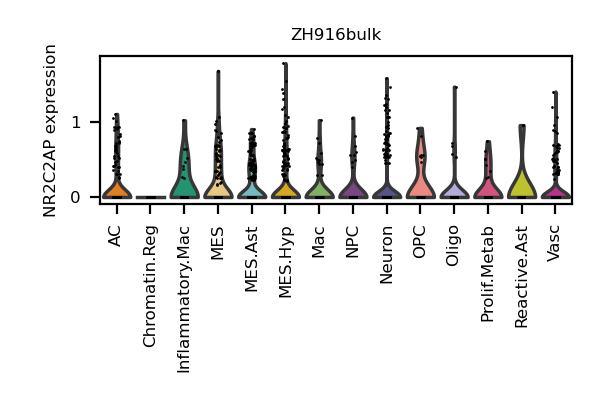 ZH916bulk
NR2C2AP expression
1
0
AC
Chromatin.Reg
Inflammatory.Mac
MES
MES.Ast
MES.Hyp
Mac
NPC
Neuron
OPC
Oligo
Prolif.Metab
Reactive.Ast
Vasc